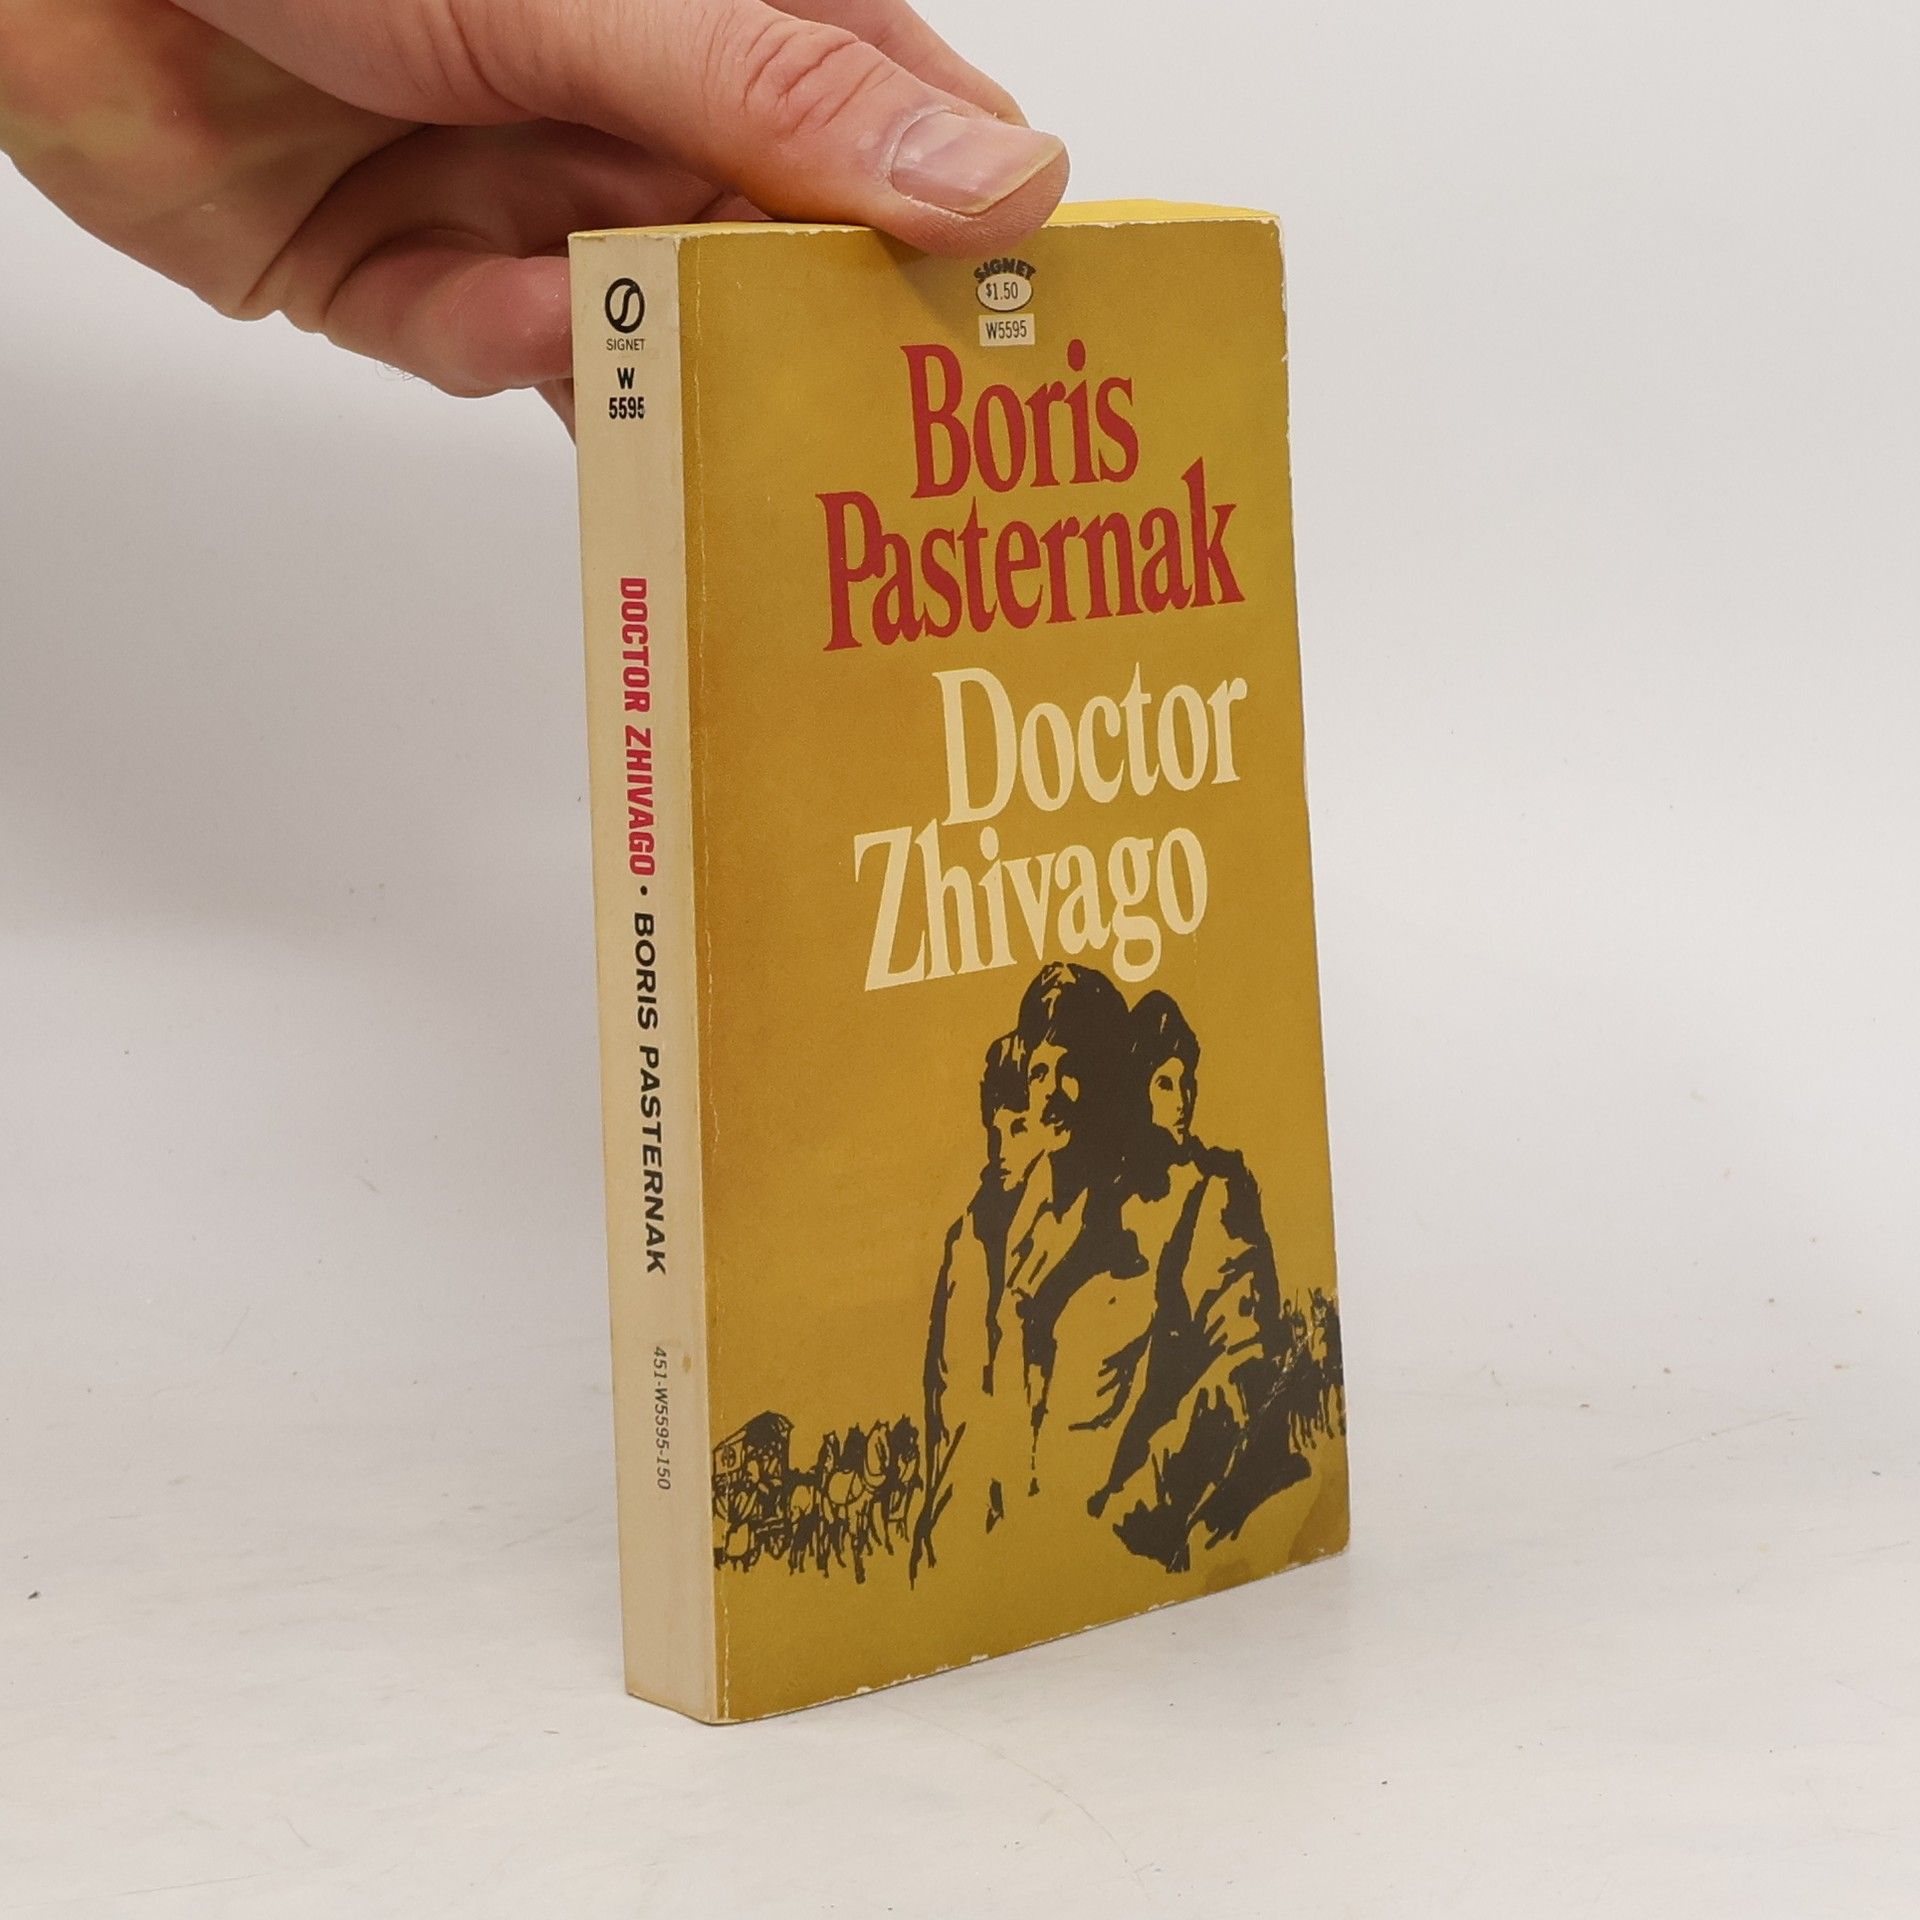 SIGNET
W
5595
DOCTOR ZHIVAGO • BORIS PASTERNAK
451-W5595-150
SIGNET
$1.50
W5595
Boris
Pasternak
Doctor
Zhivago